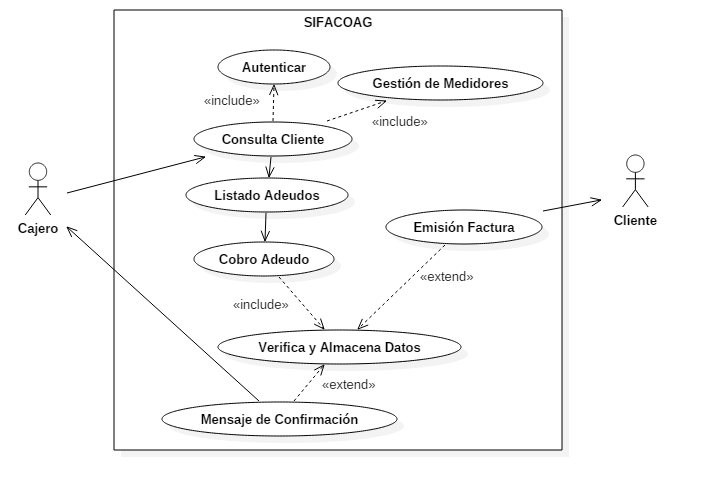 SIFACOAG
Autenticar
Gestión de Medidores
«include»
«include»
Consulta Cliente
Listado Adeudos
Cajero
Cliente
Emisión Factura
Cobro Adeudo
«extend»
«include»
Verifica y Almacena Datos
«extend»
Mensaje de Confirmación